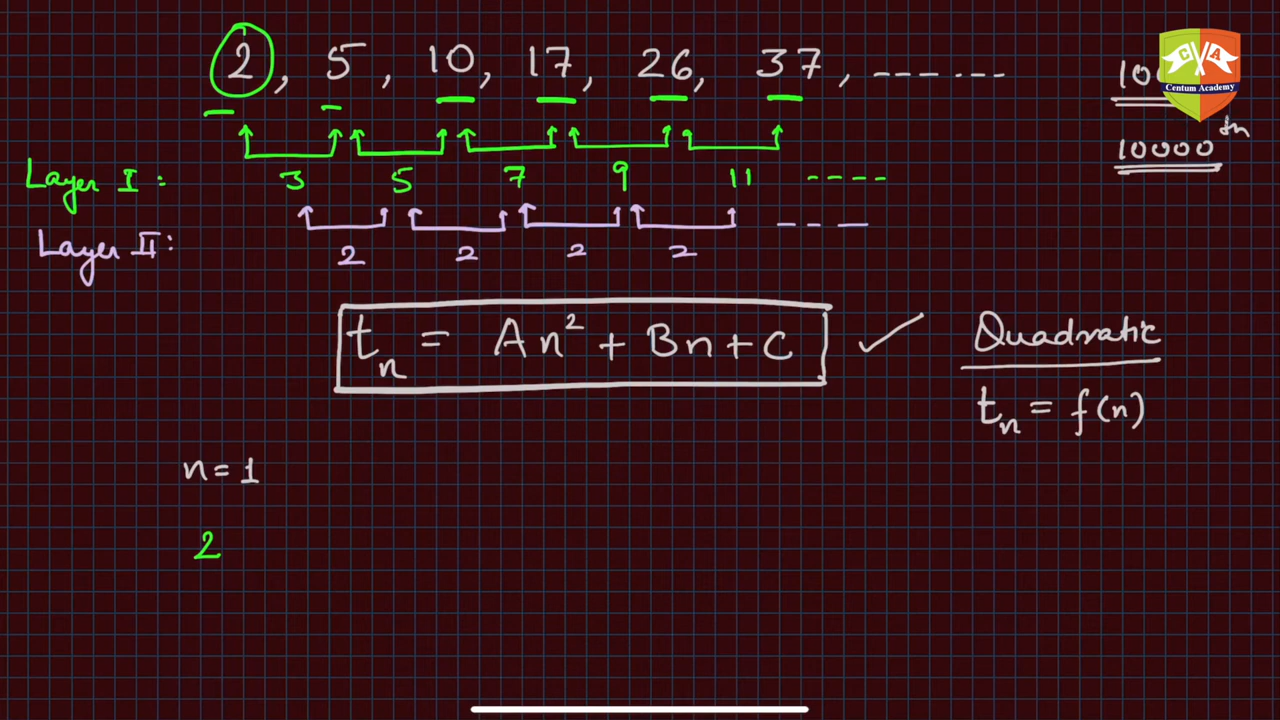 2, 5, 10, 17, 26, 37, -------
C A
Centum Academy
10000 th
Layer I: 3 5 7 9 11 ----
Layer II: 2 2 2 2 ---
tₙ = An² + Bn + C ✓
Quadratic
tₙ = f(n)
n = 1
2